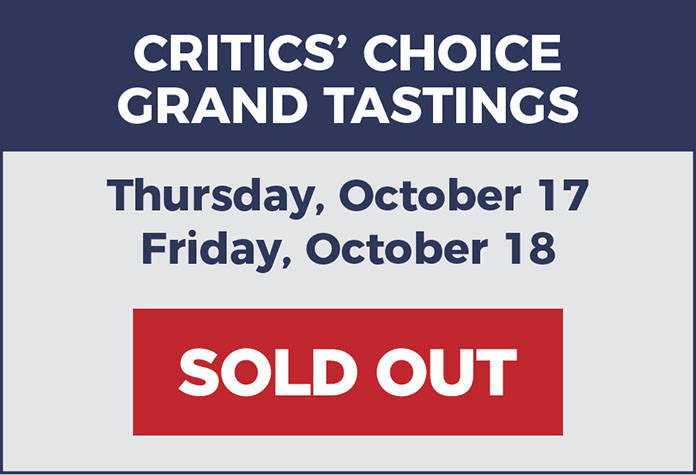 CRITICS’ CHOICE
GRAND TASTINGS
Thursday, October 17
Friday, October 18
SOLD OUT